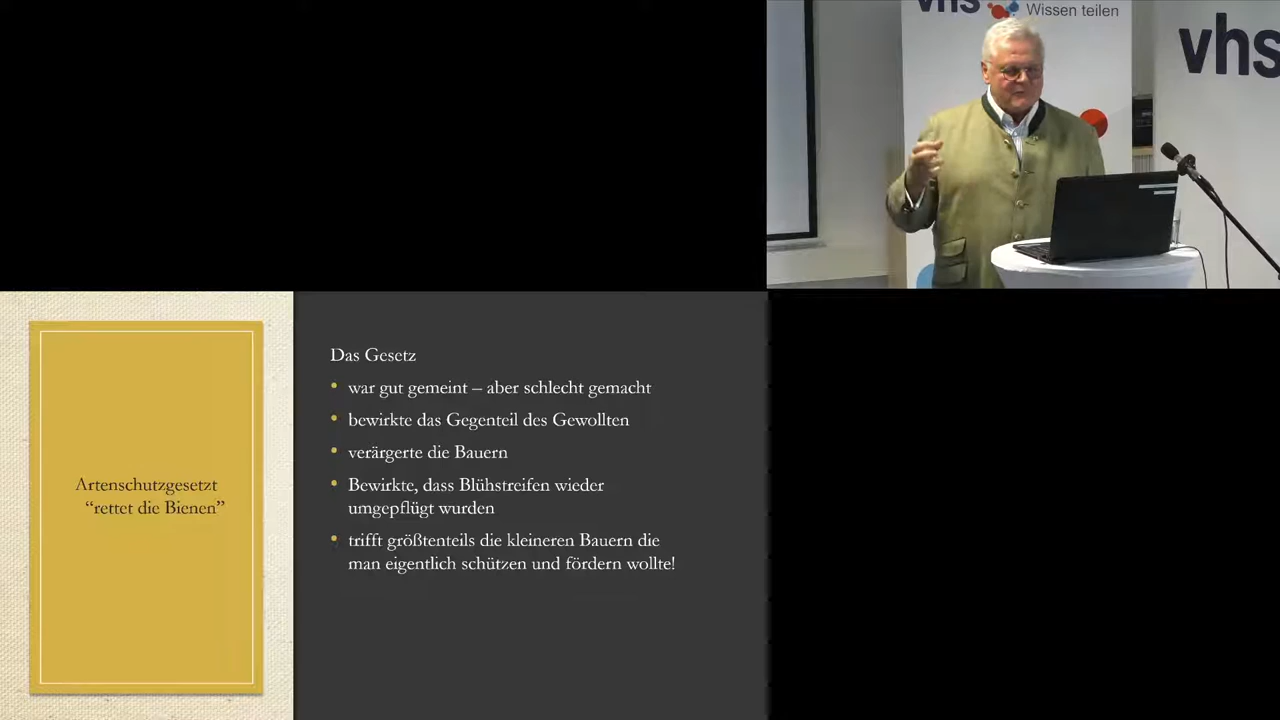 vhs Wissen teilen
vhs
Artenschutzgesetzt
“rettet die Bienen”
Das Gesetz
• war gut gemeint – aber schlecht gemacht
• bewirkte das Gegenteil des Gewollten
• verärgerte die Bauern
• Bewirkte, dass Blühstreifen wieder
umgepflügt wurden
• trifft größtenteils die kleineren Bauern die
man eigentlich schützen und fördern wollte!